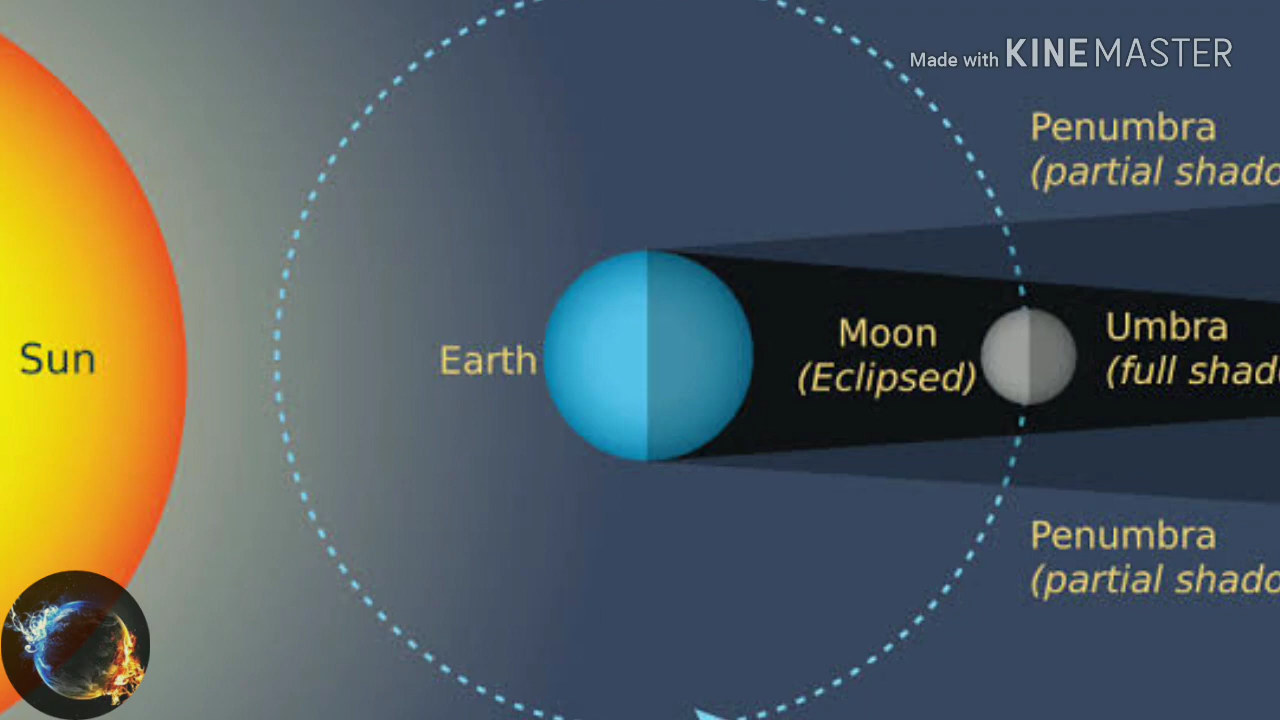 Made with KINEMASTER
Penumbra
(partial shado
Sun
Earth
Moon
(Eclipsed)
Umbra
(full shad
Penumbra
(partial shado